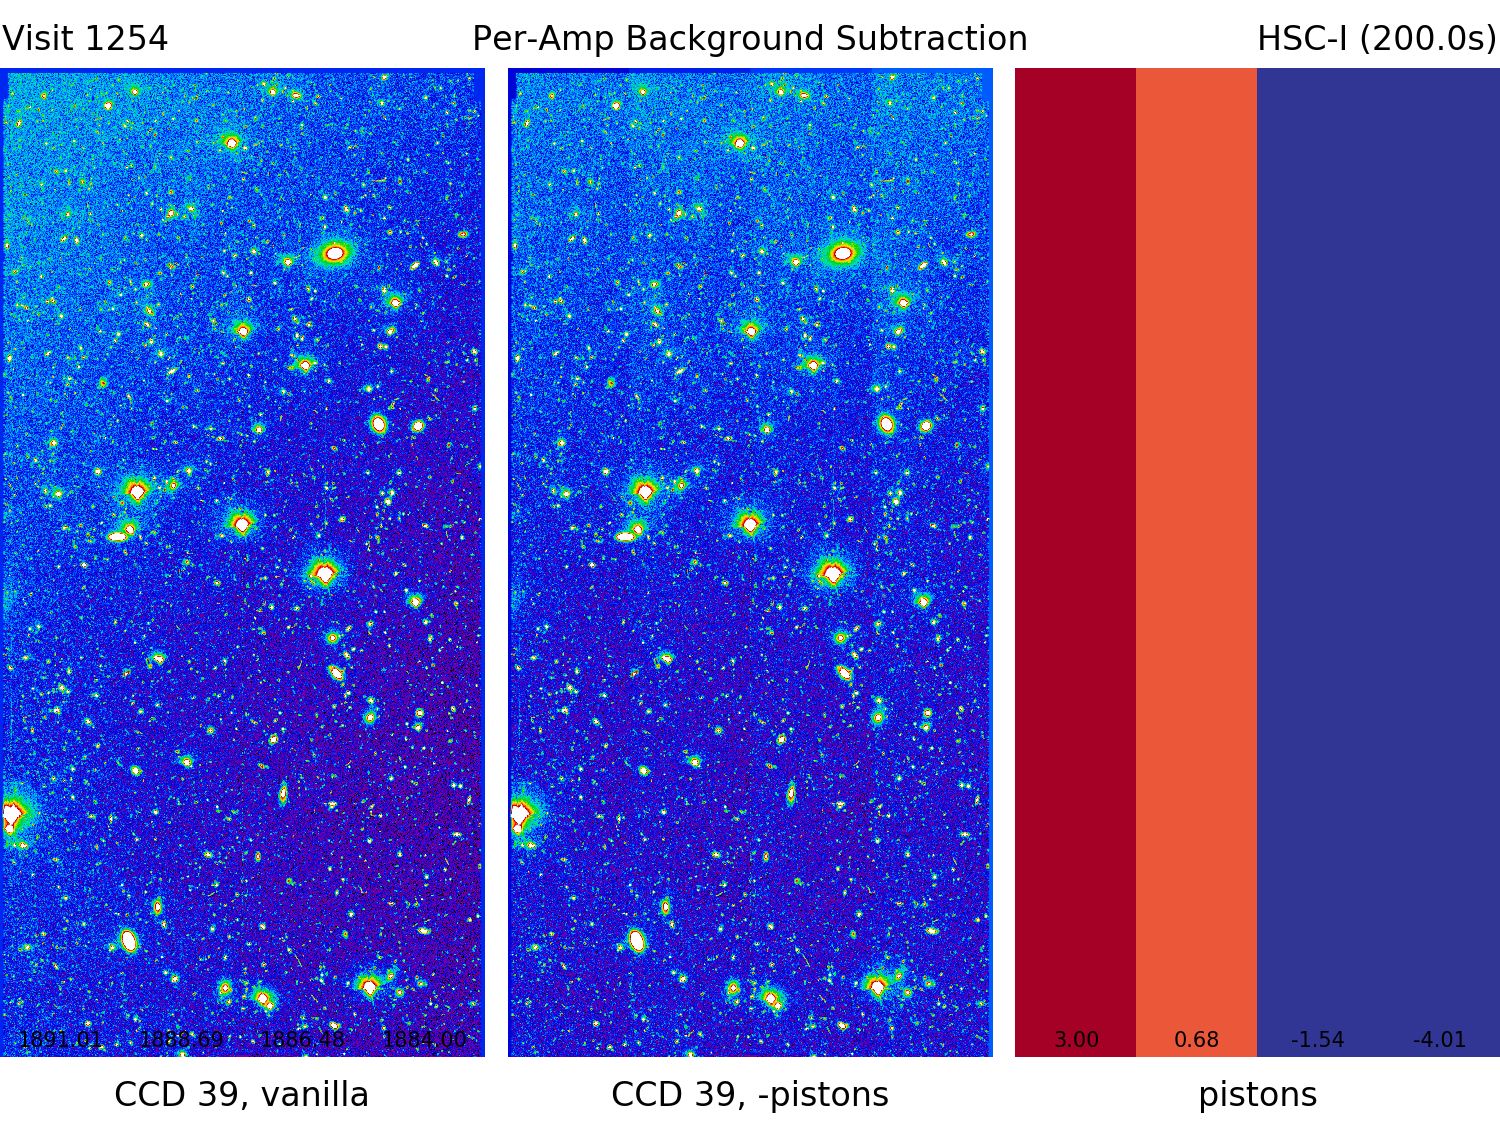 Visit 1254 Per-Amp Background Subtraction HSC-I (200.0s)
1891.01 1888.69 1886.48 1884.00 3.00 0.68 -1.54 -4.01
CCD 39, vanilla CCD 39, -pistons pistons